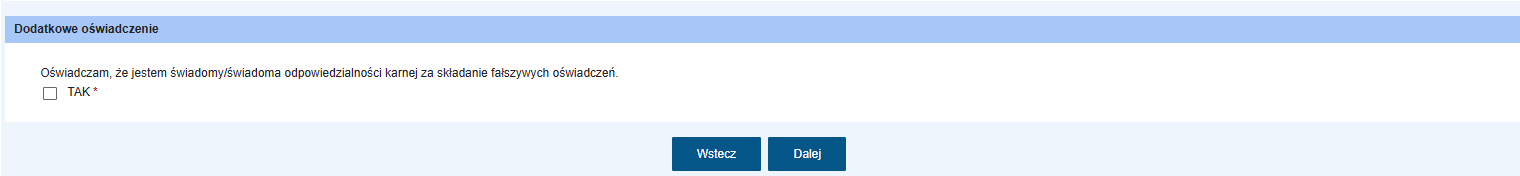 Dodatkowe oświadczenie
Oświadczam, że jestem świadomy/świadoma odpowiedzialności karnej za składanie fałszywych oświadczeń.
TAK *
Wstecz Dalej